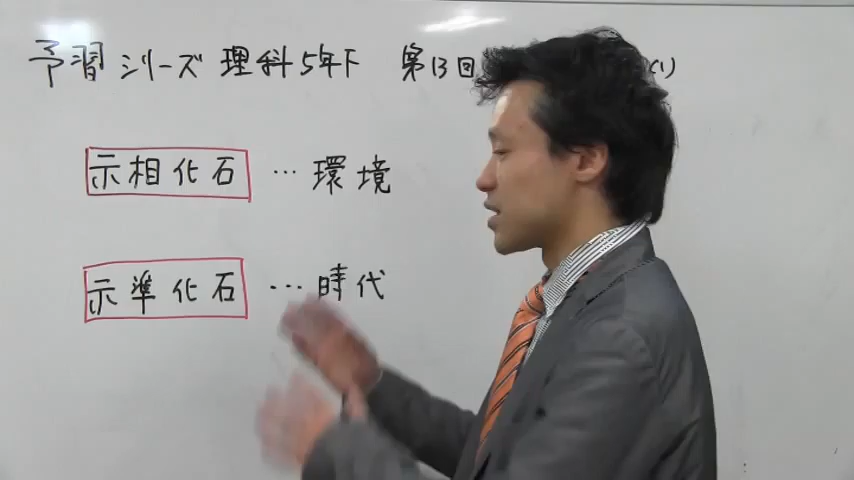 予習シリーズ 理科5年下 第13回 (1)
示相化石 … 環境
示準化石 … 時代